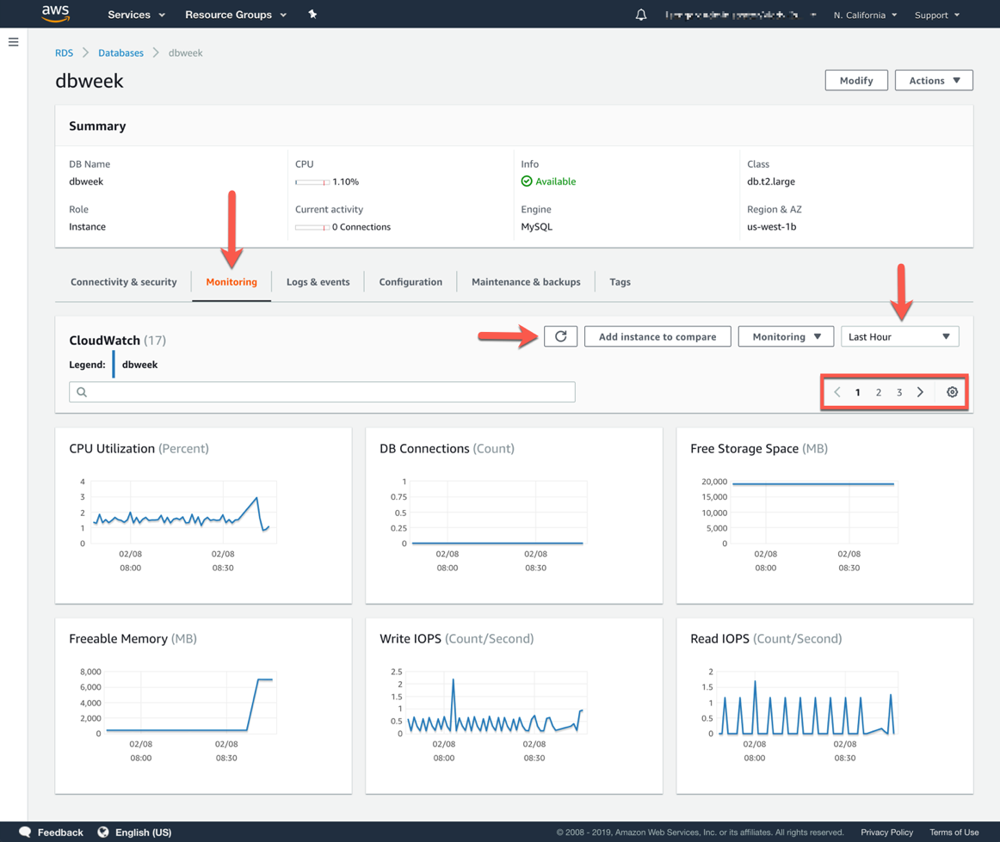 aws Services Resource Groups N. California Support
RDS Databases dbweek
dbweek
Modify Actions
Summary
DB Name CPU Info Class
dbweek 1.10% Available db.t2.large
Role Current activity Engine Region & AZ
Instance 0 Connections MySQL us-west-1b
Connectivity & security Monitoring Logs & events Configuration Maintenance & backups Tags
CloudWatch (17) Add instance to compare Monitoring Last Hour
Legend: dbweek
1 2 3
CPU Utilization (Percent)
4
3
2
1
0
02/08 02/08
08:00 08:30
DB Connections (Count)
1
0.75
0.5
0.25
0
02/08 02/08
08:00 08:30
Free Storage Space (MB)
20,000
15,000
10,000
5,000
0
02/08 02/08
08:00 08:30
Freeable Memory (MB)
8,000
6,000
4,000
2,000
0
02/08 02/08
08:00 08:30
Write IOPS (Count/Second)
2.5
2
1.5
1
0.5
0
02/08 02/08
08:00 08:30
Read IOPS (Count/Second)
2
1.5
1
0.5
0
02/08 02/08
08:00 08:30
Feedback English (US) © 2008 - 2019, Amazon Web Services, Inc. or its affiliates. All rights reserved. Privacy Policy Terms of Use